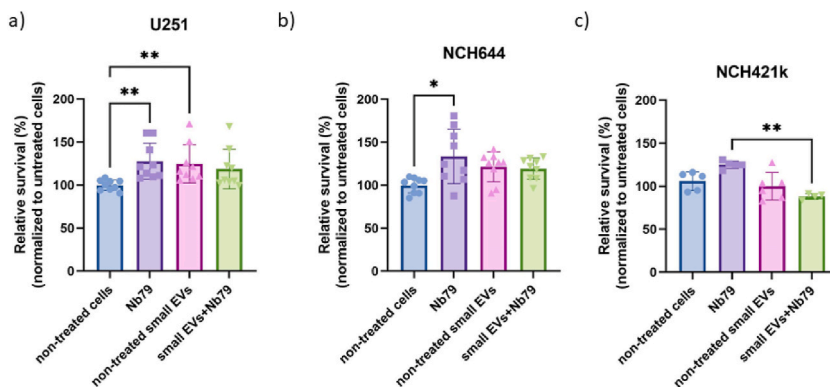 a)
U251
Relative survival (%)
(normalized to untreated cells)
200
150
100
50
0
**
**
non-treated cells
Nb79
non-treated small EVs
small EVs+Nb79
b)
NCH644
Relative survival (%)
(normalized to untreated cells)
200
150
100
50
0
*
non-treated cells
Nb79
non-treated small EVs
small EVs+Nb79
c)
NCH421k
Relative survival (%)
(normalized to untreated cells)
200
150
100
50
0
**
non-treated cells
Nb79
non-treated small EVs
small EVs+Nb79